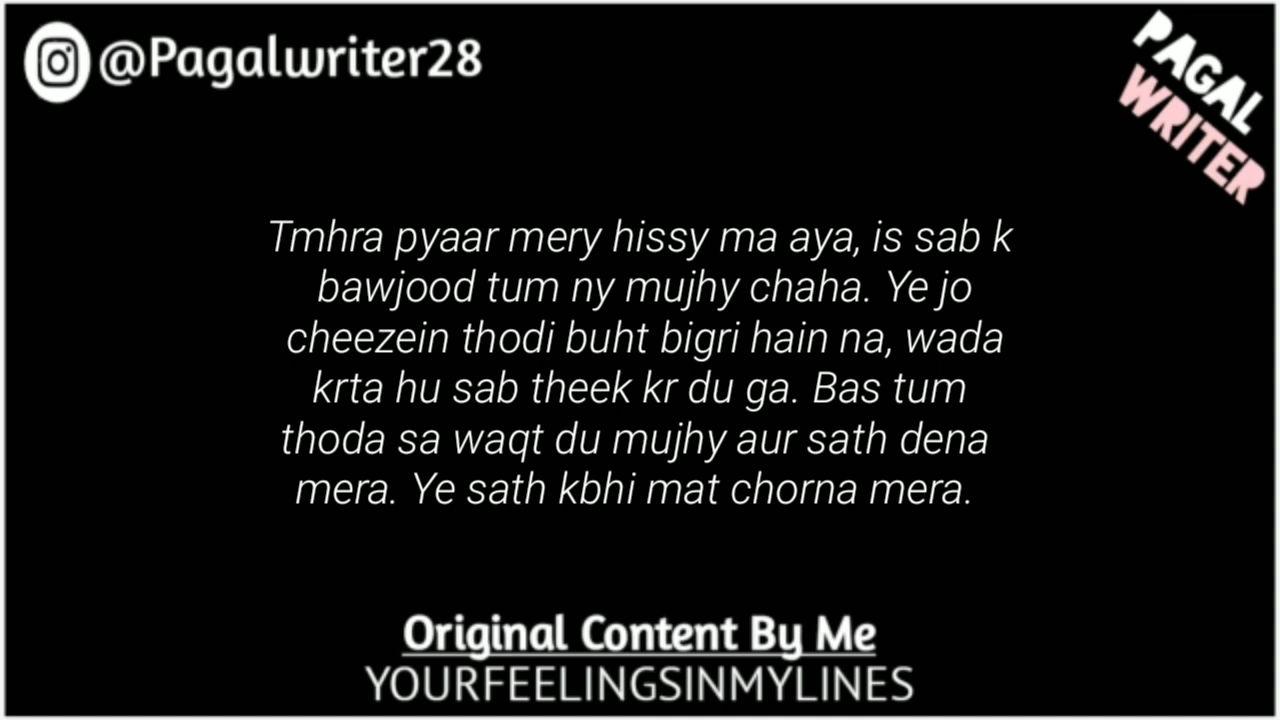 @Pagalwriter28
PAGAL
WRITER
Tmhra pyaar mery hissy ma aya, is sab k
bawjood tum ny mujhy chaha. Ye jo
cheezein thodi buht bigri hain na, wada
krta hu sab theek kr du ga. Bas tum
thoda sa waqt du mujhy aur sath dena
mera. Ye sath kbhi mat chorna mera.
Original Content By Me
YOURFEELINGSINMYLINES